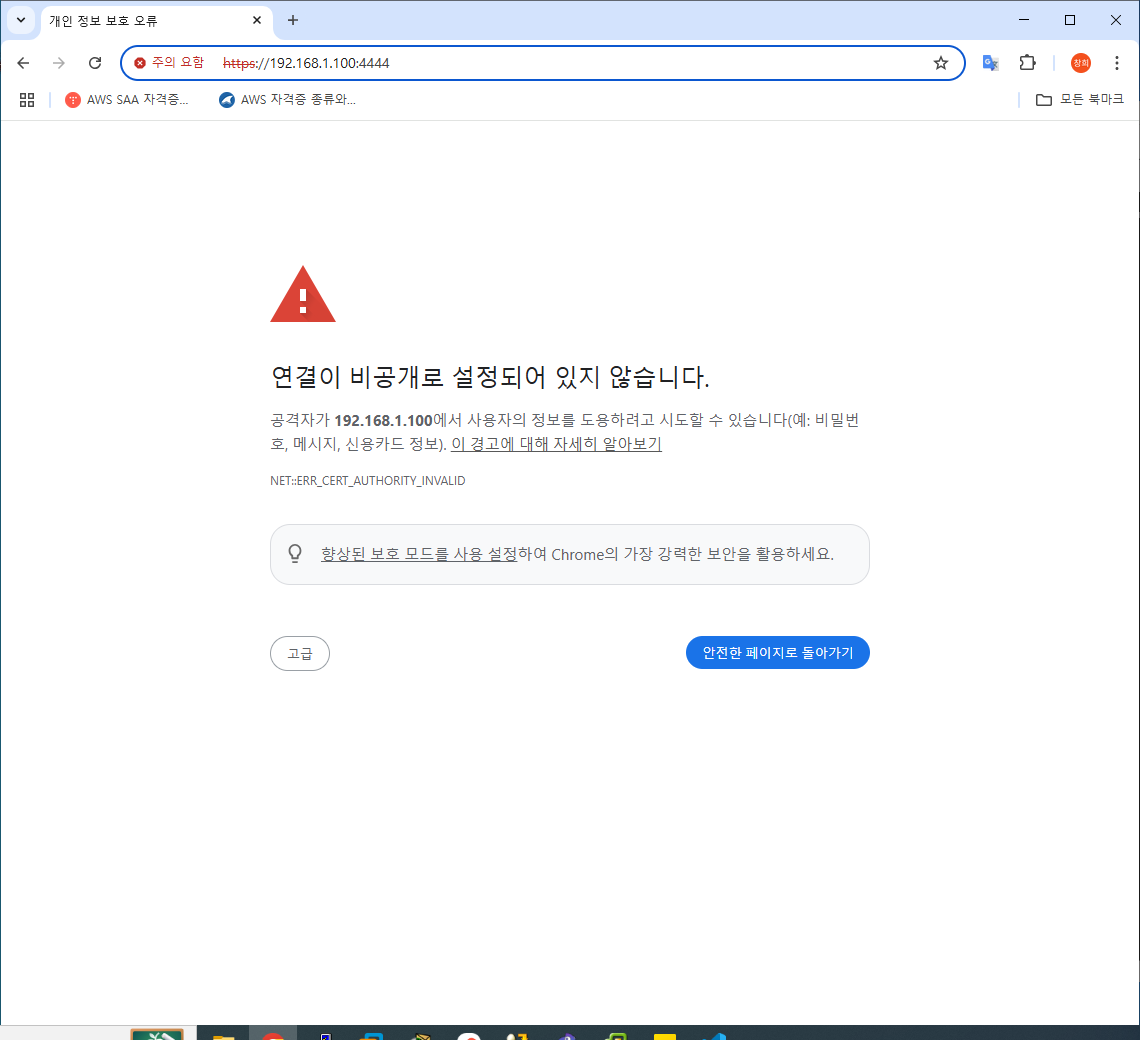 개인 정보 보호 오류
주의 요함 https://192.168.1.100:4444
창희
AWS SAA 자격증... AWS 자격증 종류와... 모든 북마크
연결이 비공개로 설정되어 있지 않습니다.
공격자가 192.168.1.100에서 사용자의 정보를 도용하려고 시도할 수 있습니다(예: 비밀번
호, 메시지, 신용카드 정보). 이 경고에 대해 자세히 알아보기
NET::ERR_CERT_AUTHORITY_INVALID
향상된 보호 모드를 사용 설정하여 Chrome의 가장 강력한 보안을 활용하세요.
고급 안전한 페이지로 돌아가기